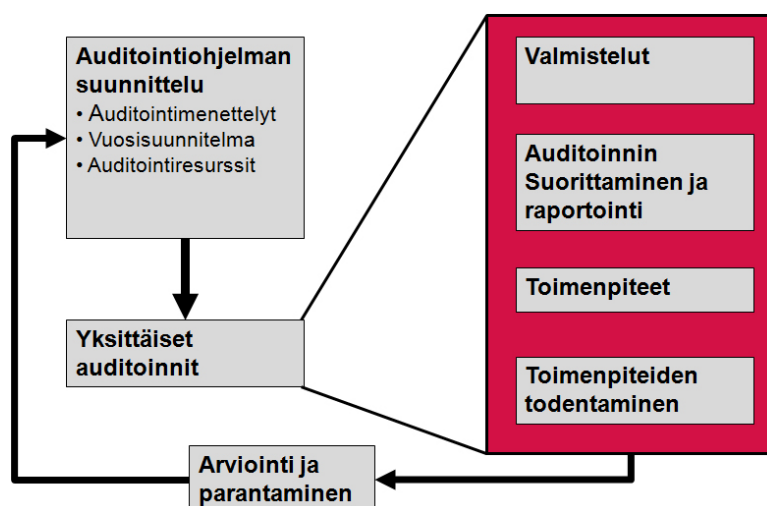 Auditointiohjelman
suunnittelu
• Auditointimenettelyt
• Vuosisuunnitelma
• Auditointiresurssit
Yksittäiset
auditoinnit
Arviointi ja
parantaminen
Valmistelut
Auditoinnin
Suorittaminen ja
raportointi
Toimenpiteet
Toimenpiteiden
todentaminen